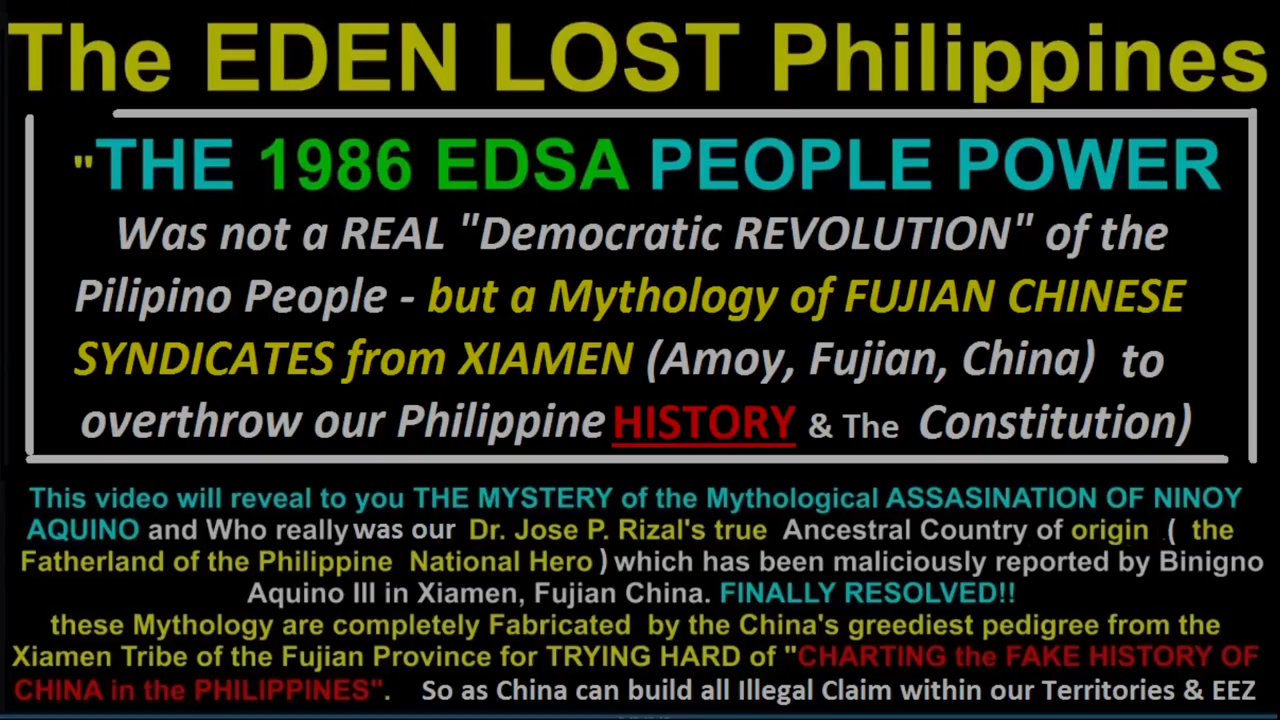 The EDEN LOST Philippines
"THE 1986 EDSA PEOPLE POWER
Was not a REAL "Democratic REVOLUTION" of the
Pilipino People - but a Mythology of FUJIAN CHINESE
SYNDICATES from XIAMEN (Amoy, Fujian, China) to
overthrow our Philippine HISTORY & The Constitution)
This video will reveal to you THE MYSTERY of the Mythological ASSASINATION OF NINOY
AQUINO and Who really was our Dr. Jose P. Rizal's true Ancestral Country of origin ( the
Fatherland of the Philippine National Hero ) which has been maliciously reported by Binigno
Aquino III in Xiamen, Fujian China. FINALLY RESOLVED!!
these Mythology are completely Fabricated by the China's greediest pedigree from the
Xiamen Tribe of the Fujian Province for TRYING HARD of "CHARTING the FAKE HISTORY OF
CHINA in the PHILIPPINES". So as China can build all Illegal Claim within our Territories & EEZ